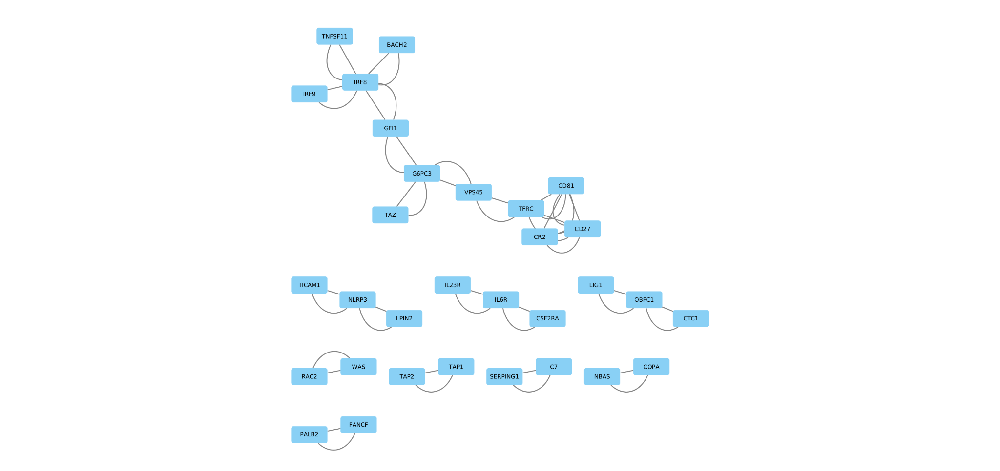 TNFSF11
BACH2
IRF8
IRF9
GFI1
G6PC3
VPS45
CD81
TFRC
TAZ
CD27
CR2
TICAM1
NLRP3
LPIN2
IL23R
IL6R
CSF2RA
LIG1
OBFC1
CTC1
RAC2
WAS
TAP2
TAP1
SERPING1
C7
NBAS
COPA
PALB2
FANCF